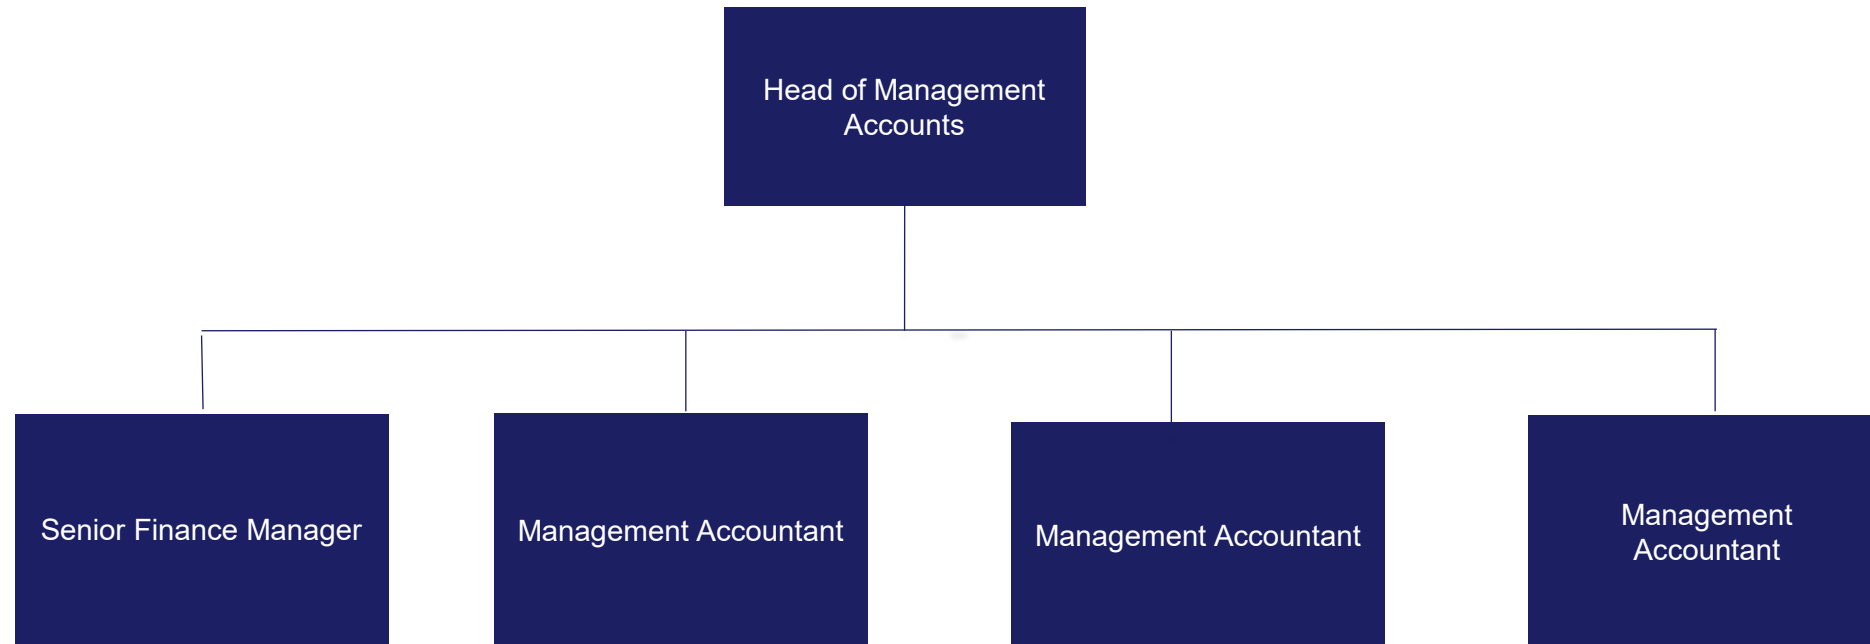 Head of Management
Accounts
Senior Finance Manager
Management Accountant
Management Accountant
Management
Accountant